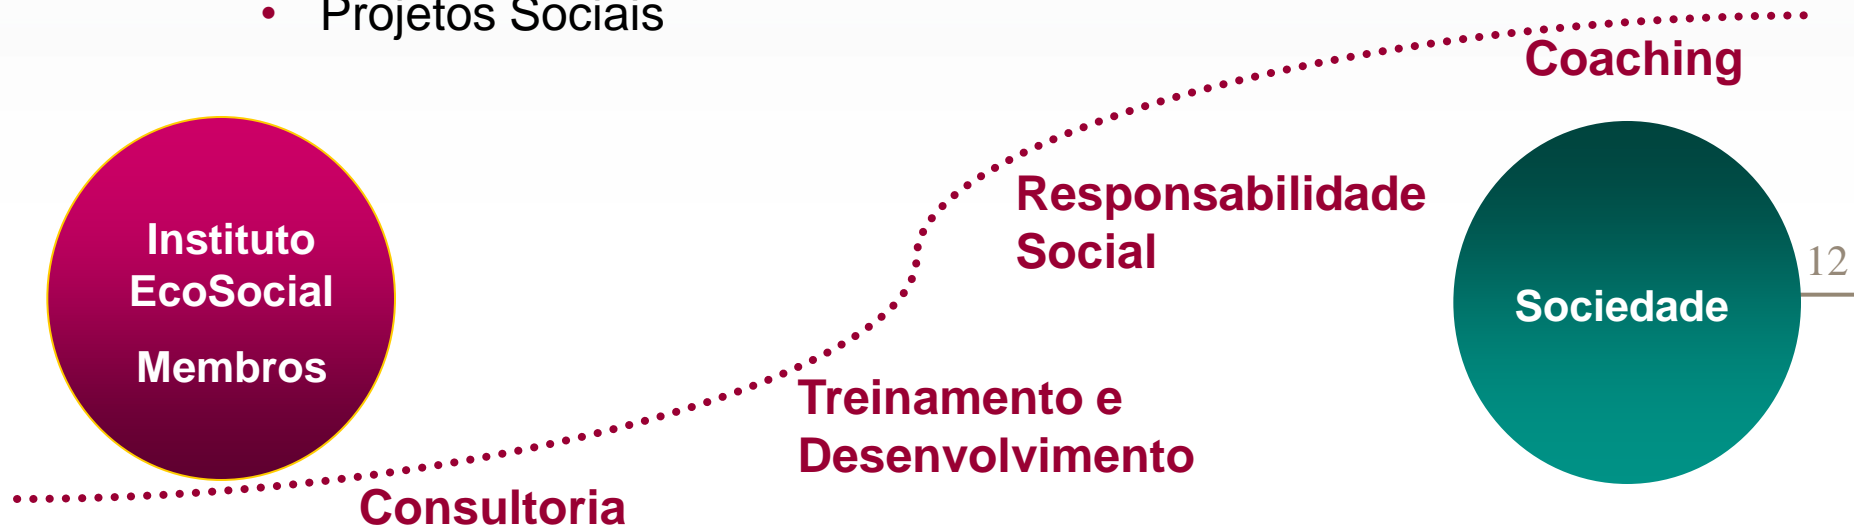 • Projetos Sociais
Coaching
Responsabilidade
Social
Instituto
EcoSocial
Membros
12
Sociedade
Treinamento e
Desenvolvimento
Consultoria